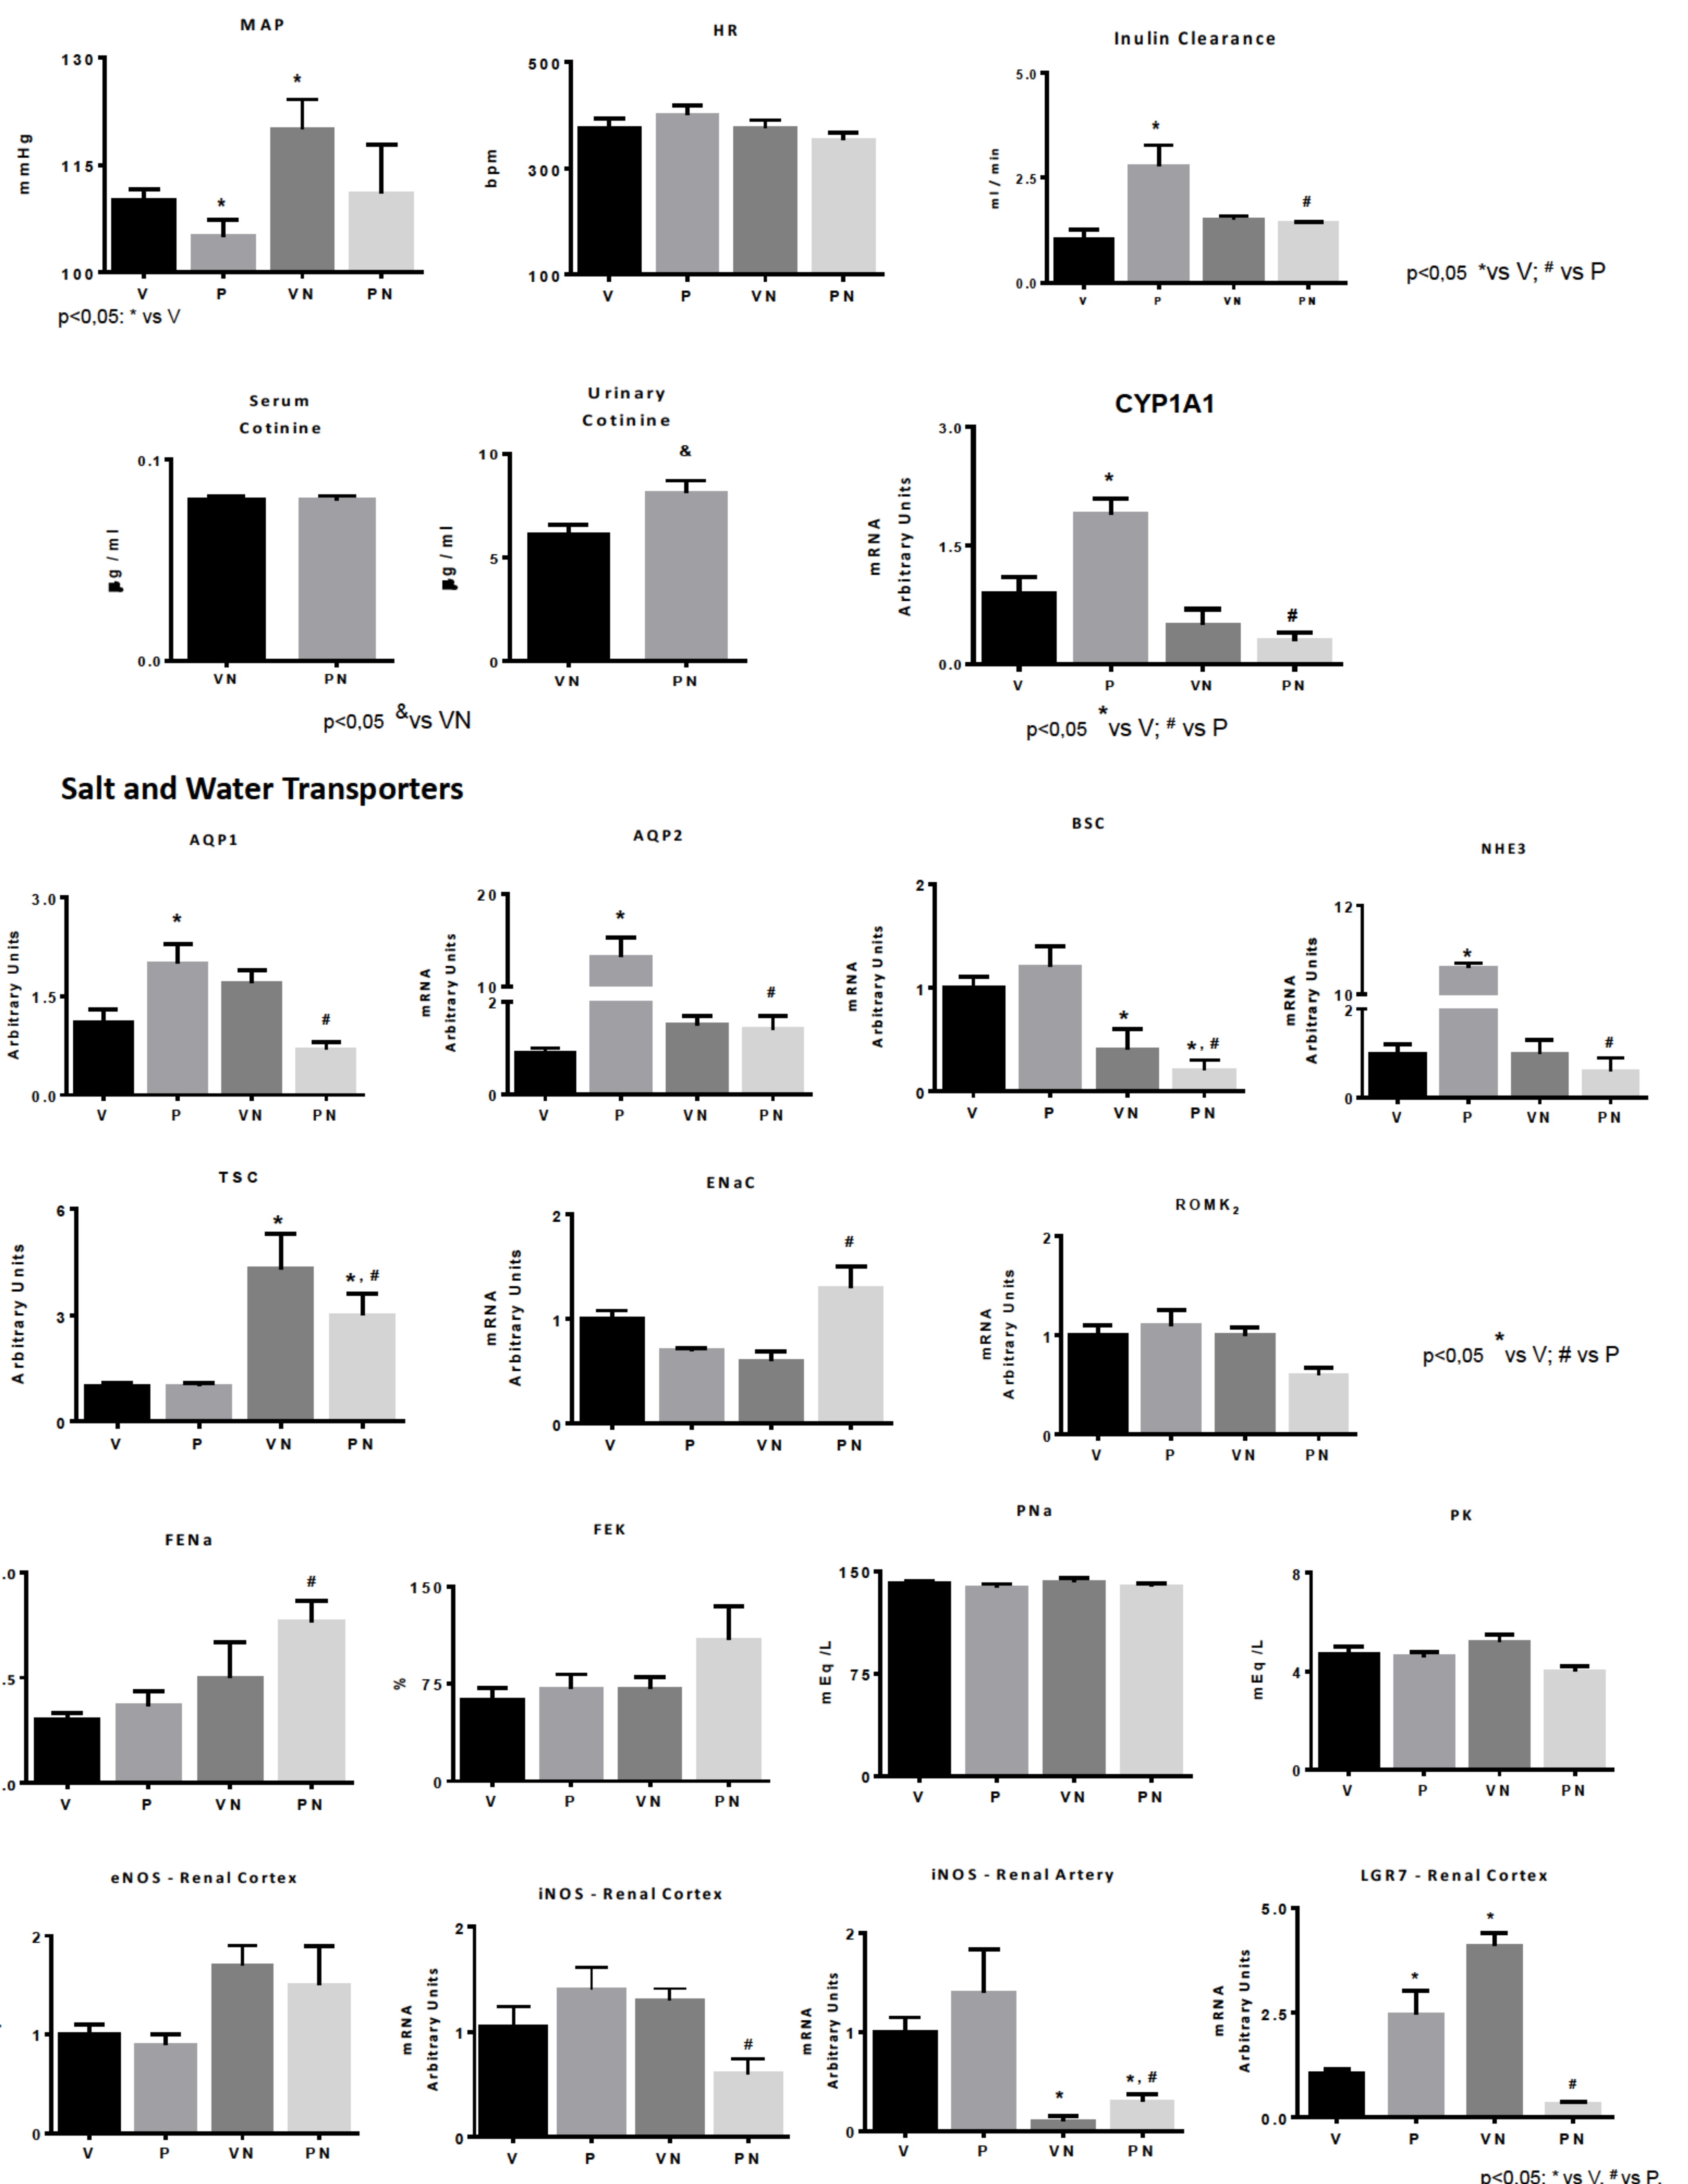 MAP
130
115
100
mmHg
*
*
V P VN PN
p<0,05: * vs V
HR
500
300
100
bpm
V P VN PN
Inulin Clearance
5.0
2.5
0.0
ml / min
*
#
V P VN PN
p<0,05 *vs V; # vs P
Serum
Cotinine
0.1
0.0
g / ml
VN PN
Urinary
Cotinine
&
10
5
0
g / ml
VN PN
p<0,05 &vs VN
CYP1A1
3.0
1.5
0.0
mRNA
Arbitrary Units
*
#
V P VN PN
p<0,05 *vs V; # vs P
Salt and Water Transporters
AQP1
3.0
1.5
0.0
Arbitrary Units
*
#
V P VN PN
AQP2
20
10
2
0
mRNA
Arbitrary Units
*
#
V P VN PN
BSC
2
1
0
mRNA
Arbitrary Units
*
*, #
V P VN PN
NHE3
12
10
2
0
mRNA
Arbitrary Units
*
#
V P VN PN
TSC
6
3
0
Arbitrary Units
*
*, #
V P VN PN
ENaC
2
1
0
mRNA
Arbitrary Units
#
V P VN PN
ROMK2
2
1
0
mRNA
Arbitrary Units
V P VN PN
p<0,05 * vs V; # vs P
FENa
.0
.5
.0
#
V P VN PN
FEK
150
75
0
%
V P VN PN
PNa
150
75
0
mEq /L
V P VN PN
PK
8
4
0
mEq /L
V P VN PN
eNOS - Renal Cortex
2
1
0
V P VN PN
iNOS - Renal Cortex
2
1
0
mRNA
Arbitrary Units
#
V P VN PN
iNOS - Renal Artery
2
1
0
mRNA
Arbitrary Units
*
*, #
V P VN PN
LGR7 - Renal Cortex
5.0
2.5
0.0
mRNA
Arbitrary Units
*
*
#
V P VN PN
p<0,05: * vs V, # vs P.